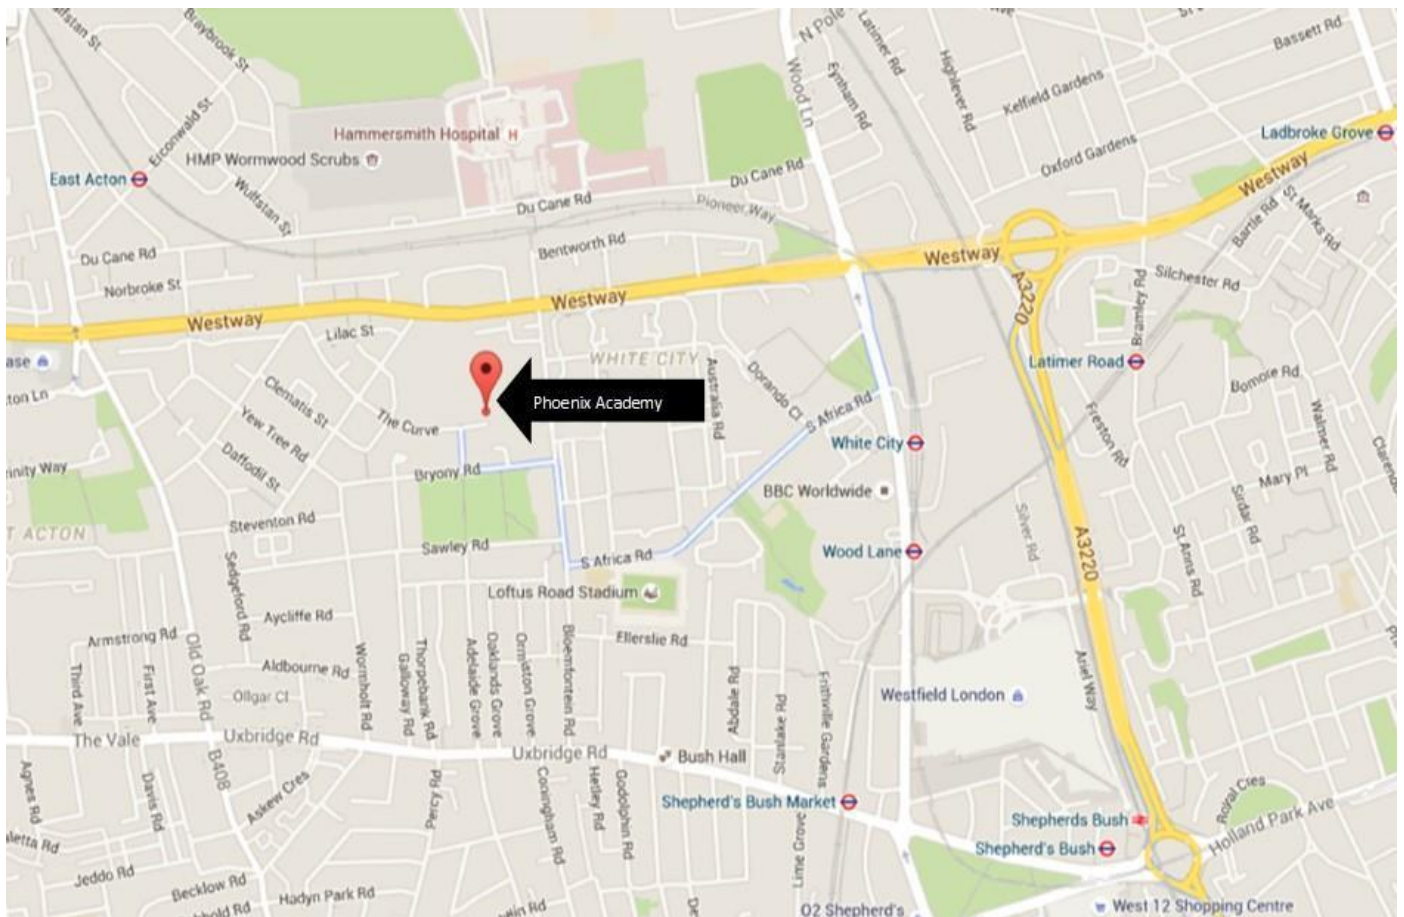 Braybrook St
N Pole
Latimer Rd
Bassett Rd
Wood Ln
Eynham Rd
Highlever Rd
Kelfield Gardens
Erconwald St
Hammersmith Hospital H
Ladbroke Grove
HMP Wormwood Scrubs
Oxford Gardens
East Acton
Du Cane Rd
Westway
Wulfstan St
Du Cane Rd
Pioneer Way
St Marks Rd
Bartle Rd
Bentworth Rd
Westway
Du Cane Rd
Silchester Rd
Norbroke St
A3220
Bramley Rd
Westway
Westway
Lilac St
WHITE CITY
Latimer Road
Australia Rd
Dorando Cl
Bomore Rd
Clematis St
Phoenix Academy
S Africa Rd
Yew Tree Rd
The Curve
Freston Rd
Walmer Rd
White City
Daffodil St
Bryony Rd
Mary Pl
BBC Worldwide
Sirdar Rd
Steventon Rd
Silver Rd
T ACTON
Sawley Rd
S Africa Rd
Wood Lane
A3220
St Anns Rd
Sedgeford Rd
Loftus Road Stadium
Aycliffe Rd
Armstrong Rd
Ellerslie Rd
Old Oak Rd
Aldbourne Rd
Wormholt Rd
Thorpebank Rd
Galloway Rd
Adelaide Grove
Oaklands Grove
Ormiston Grove
Bloemfontein Rd
Third Ave
First Ave
Ollgar Cl
Abdale Rd
Stanlake Rd
Frithville Gardens
Westfield London
Ariel Way
The Vale
Uxbridge Rd
Uxbridge Rd
Bush Hall
B408
Agnes Rd
Davis Rd
Askew Cres
Percy Rd
Coningham Rd
Hetley Rd
Godolphin Rd
Shepherd's Bush Market
Royal Cres
Shepherds Bush
Holland Park Ave
Lime Grove
Shepherd's Bush
Jeddo Rd
Becklow Rd
Hadyn Park Rd
O2 Shepherd's
West 12 Shopping Centre